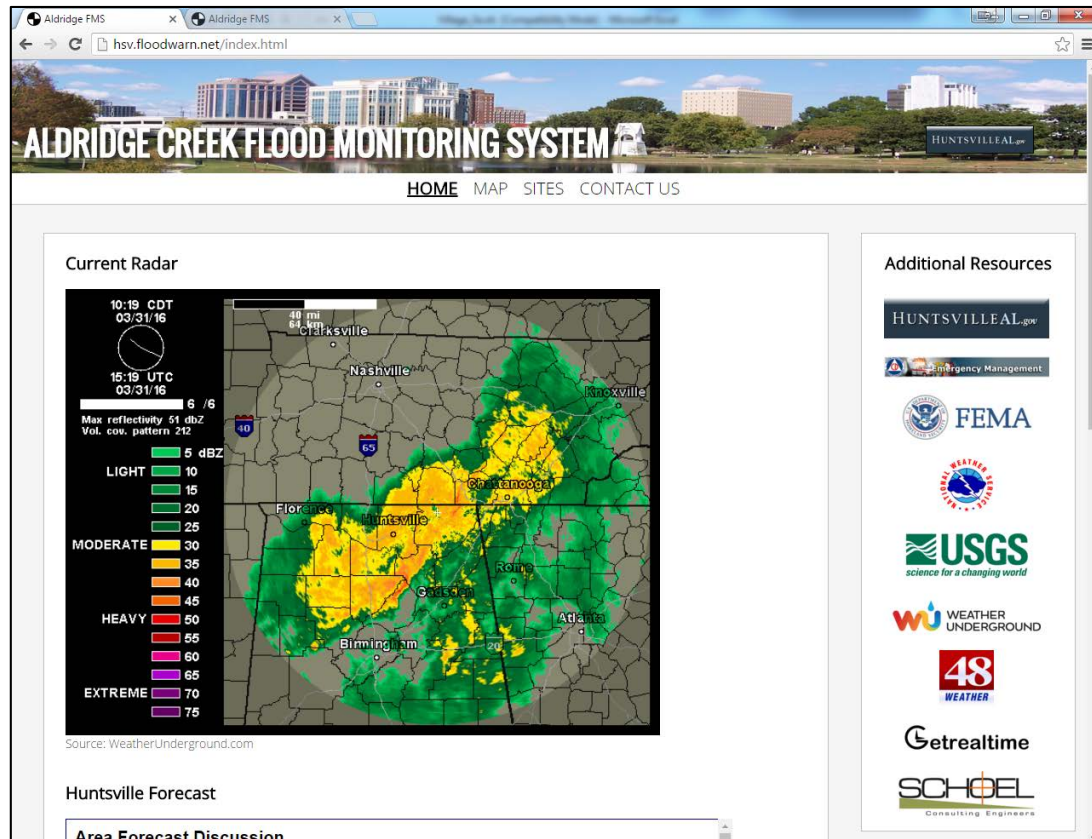 Aldridge FMS
Aldridge FMS
hsv.floodwarn.net/index.html
ALDRIDGE CREEK FLOOD MONITORING SYSTEM
HUNTSVILLEAL.gov
HOME MAP SITES CONTACT US
Current Radar
10:19 CDT
03/31/16
15:19 UTC
03/31/16
6 /6
Max reflectivity 51 dbZ
Vol. cov. pattern 212
5 dBZ
LIGHT 10
15
20
25
MODERATE 30
35
40
45
HEAVY 50
55
60
65
EXTREME 70
75
40 mi
64 km
Clarksville
Nashville
Knoxville
40
65
Chattanooga
Florence
Huntsville
Rome
Gadsden
Atlanta
Birmingham
20
Source: WeatherUnderground.com
Huntsville Forecast
Area Forecast Discussion
Additional Resources
HUNTSVILLEAL.gov
Emergency Management
FEMA
NATIONAL WEATHER SERVICE
USGS
science for a changing world
WEATHER
UNDERGROUND
48
WEATHER
Getrealtime
SCHOEL
Consulting Engineers